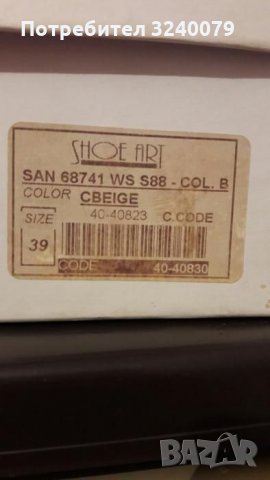 Потребител 3240079
SHOE ART
SAN 68741 WS S88 - COL. B
COLOR CBEIGE
SIZE 40-40823 C.CODE
39
CODE 40-40830
BAZAR